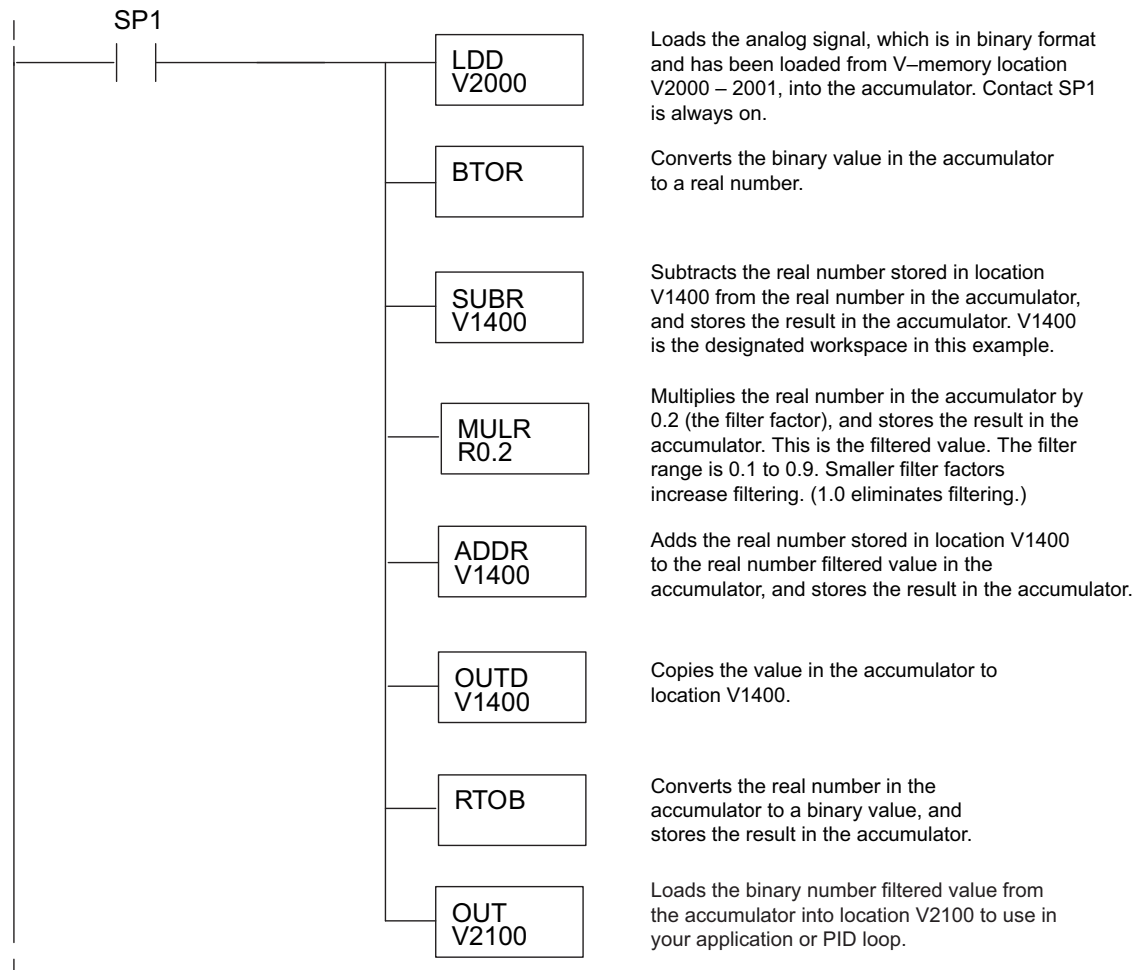 SP1
LDD
V2000
Loads the analog signal, which is in binary format
and has been loaded from V–memory location
V2000 – 2001, into the accumulator. Contact SP1
is always on.
BTOR
Converts the binary value in the accumulator
to a real number.
SUBR
V1400
Subtracts the real number stored in location
V1400 from the real number in the accumulator,
and stores the result in the accumulator. V1400
is the designated workspace in this example.
MULR
R0.2
Multiplies the real number in the accumulator by
0.2 (the filter factor), and stores the result in the
accumulator. This is the filtered value. The filter
range is 0.1 to 0.9. Smaller filter factors
increase filtering. (1.0 eliminates filtering.)
ADDR
V1400
Adds the real number stored in location V1400
to the real number filtered value in the
accumulator, and stores the result in the accumulator.
OUTD
V1400
Copies the value in the accumulator to
location V1400.
RTOB
Converts the real number in the
accumulator to a binary value, and
stores the result in the accumulator.
OUT
V2100
Loads the binary number filtered value from
the accumulator into location V2100 to use in
your application or PID loop.